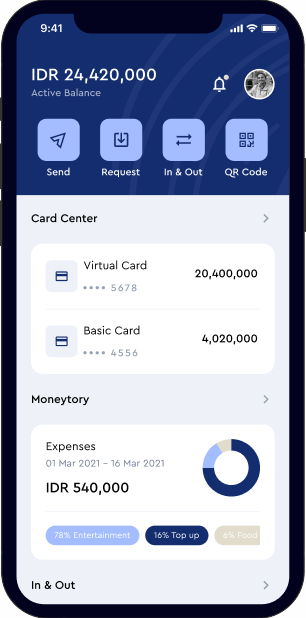 9:41
IDR 24,420,000
Active Balance
Send
Request
In & Out
QR Code
Card Center
Virtual Card
•••• 5678
20,400,000
Basic Card
•••• 4556
4,020,000
Moneytory
Expenses
01 Mar 2021 - 16 Mar 2021
IDR 540,000
78% Entertainment
16% Top up
6% Food
In & Out